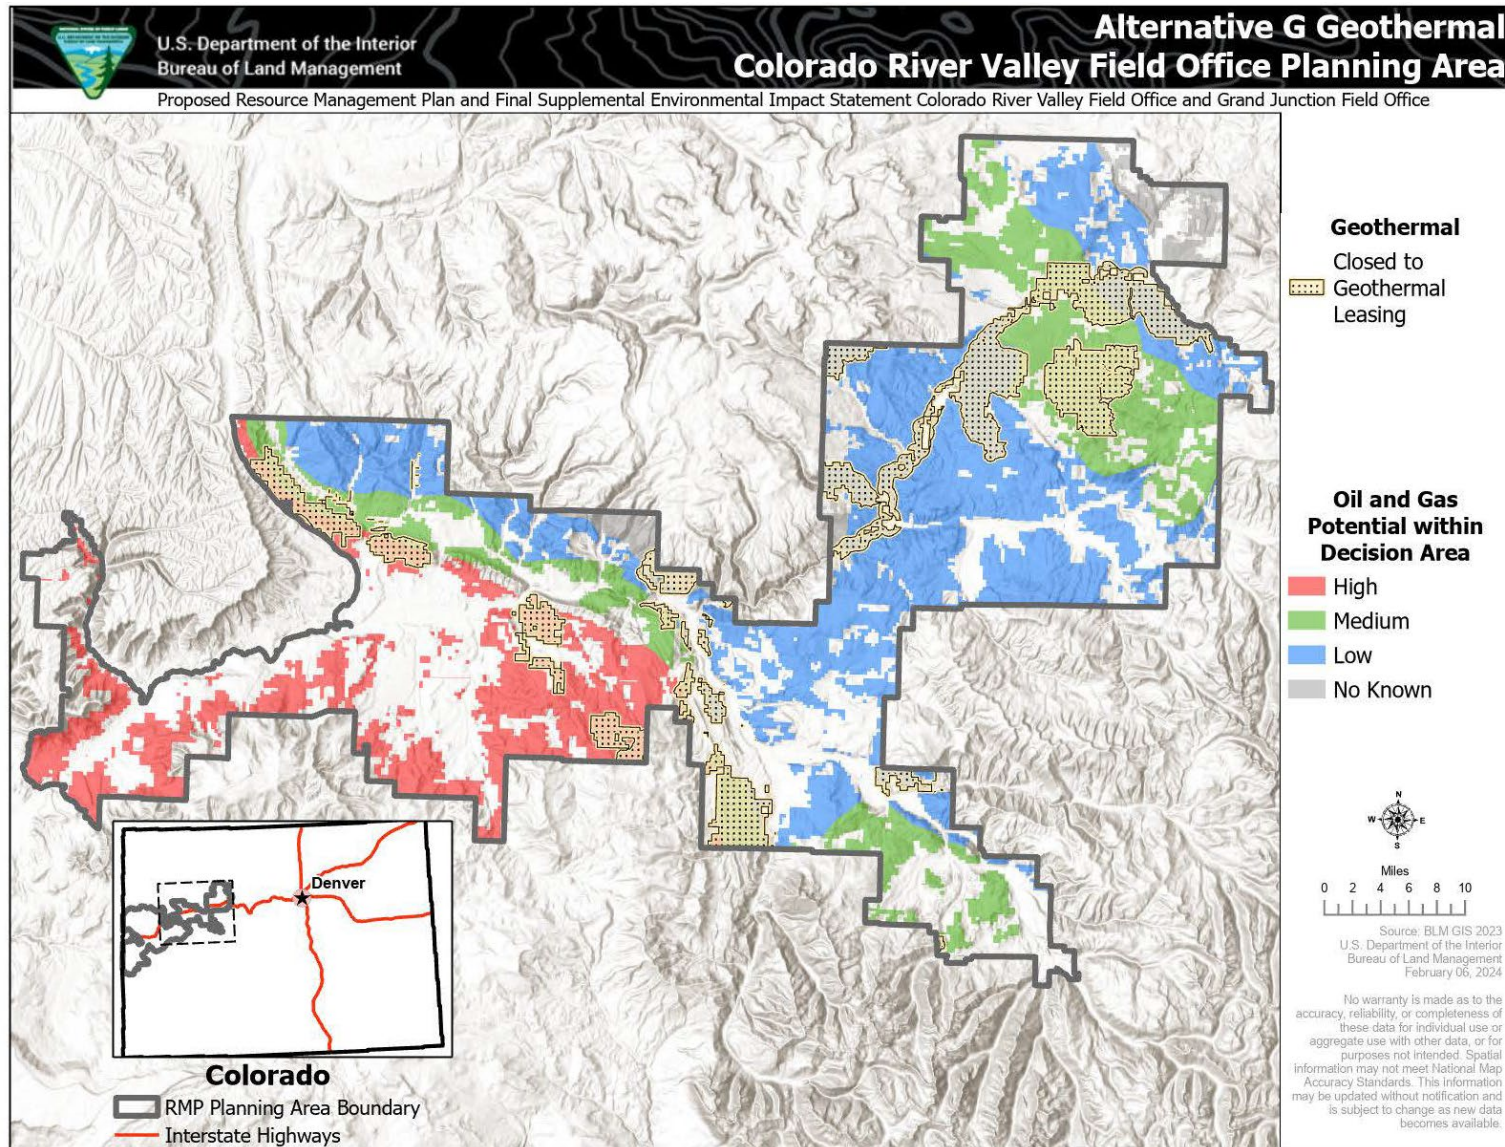 U.S. Department of the Interior
Bureau of Land Management
Alternative G Geothermal
Colorado River Valley Field Office Planning Area
Proposed Resource Management Plan and Final Supplemental Environmental Impact Statement Colorado River Valley Field Office and Grand Junction Field Office
Geothermal
Closed to
Geothermal
Leasing
Oil and Gas
Potential within
Decision Area
High
Medium
Low
No Known
N
W
E
S
Miles
0 2 4 6 8 10
Source: BLM GIS 2023
U.S. Department of the Interior
Bureau of Land Management
February 06, 2024
No warranty is made as to the
accuracy, reliability, or completeness of
these data for individual use or
aggregate use with other data, or for
purposes not intended. Spatial
information may not meet National Map
Accuracy Standards. This information
may be updated without notification and
is subject to change as new data
becomes available.
Denver
Colorado
RMP Planning Area Boundary
Interstate Highways